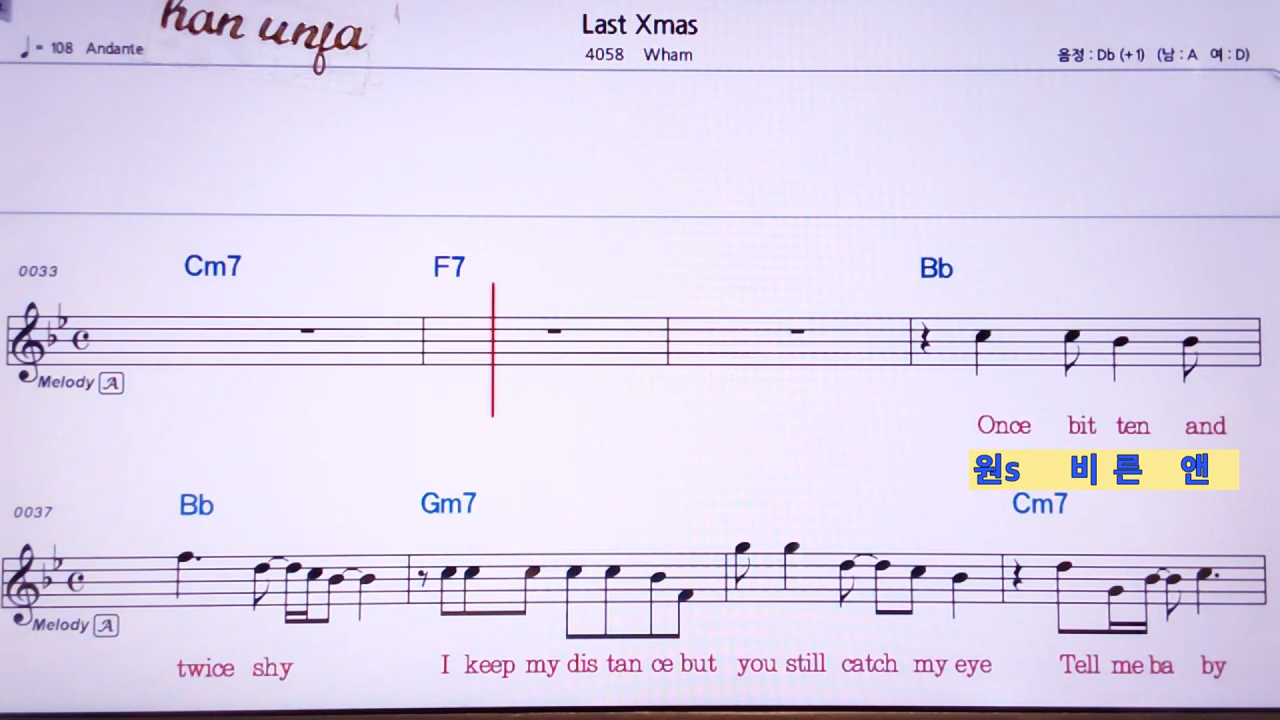 han unfa
Last Xmas
♩= 108 Andante
4058 Wham
음정 : Db (+1) (남 : A 여 : D)
Cm7 F7 Bb
0033
Melody A
Once bit ten and
원s 비 른 앤
Bb Gm7 Cm7
0037
Melody A
twice shy I keep my dis tan ce but you still catch my eye Tell me ba by